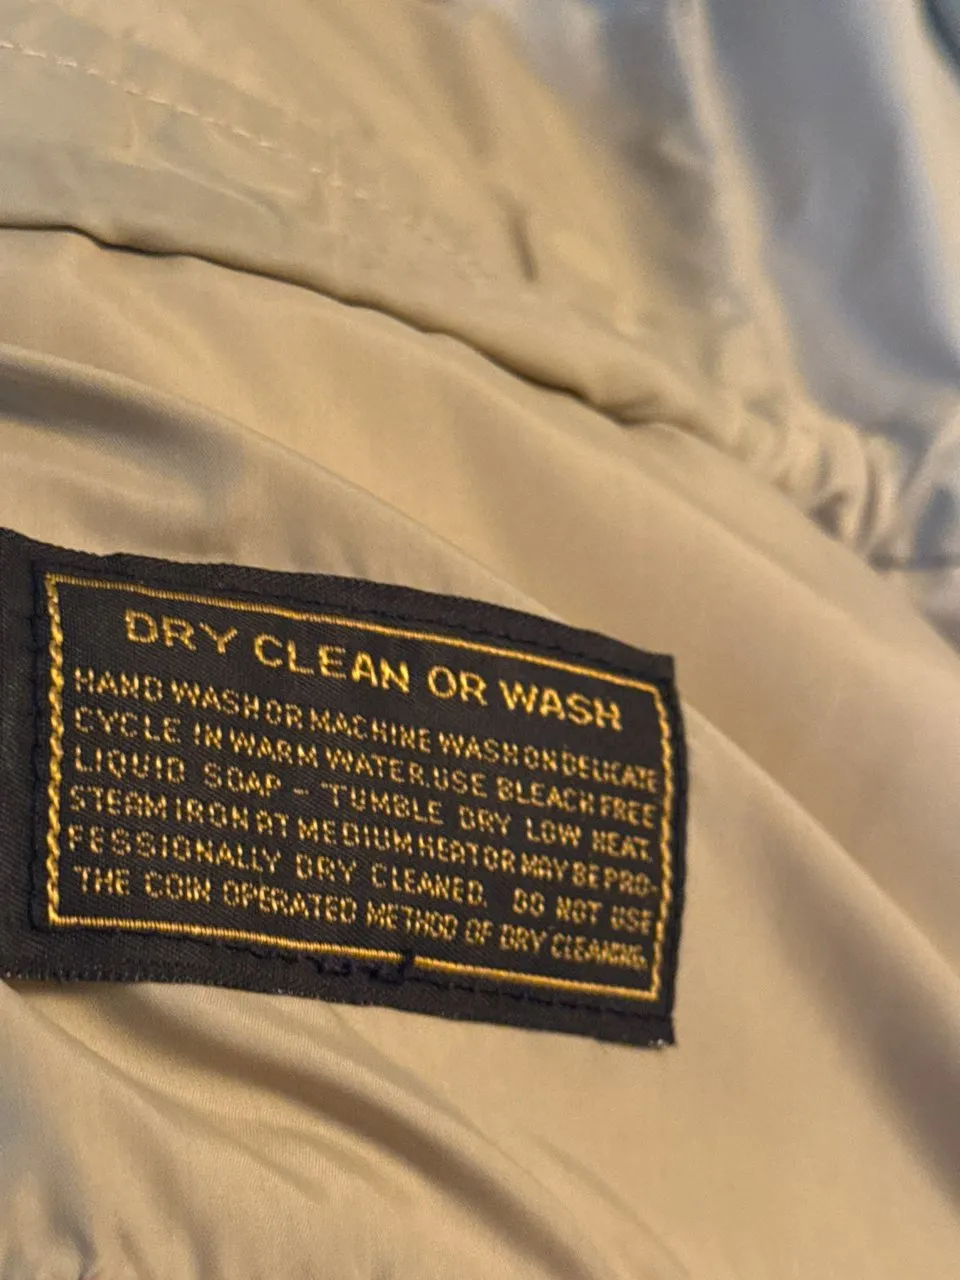 DRY CLEAN OR WASH
HAND WASH OR MACHINE WASH ON DELICATE
CYCLE IN WARM WATER. USE BLEACH FREE
LIQUID SOAP - TUMBLE DRY LOW HEAT.
STEAM IRON AT MEDIUM HEAT OR MAY BE PRO-
FESSIONALLY DRY CLEANED. DO NOT USE
THE COIN OPERATED METHOD OF DRY CLEANING.